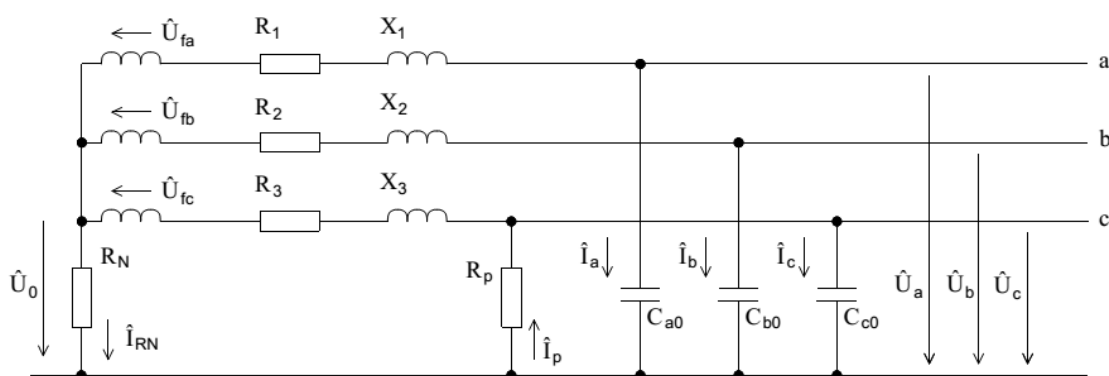 Û_fa R_1 X_1 a
Û_fb R_2 X_2 b
Û_fc R_3 X_3 c
Û_0 R_N Î_RN R_p Î_p Î_a Î_b Î_c C_a0 C_b0 C_c0 Û_a Û_b Û_c